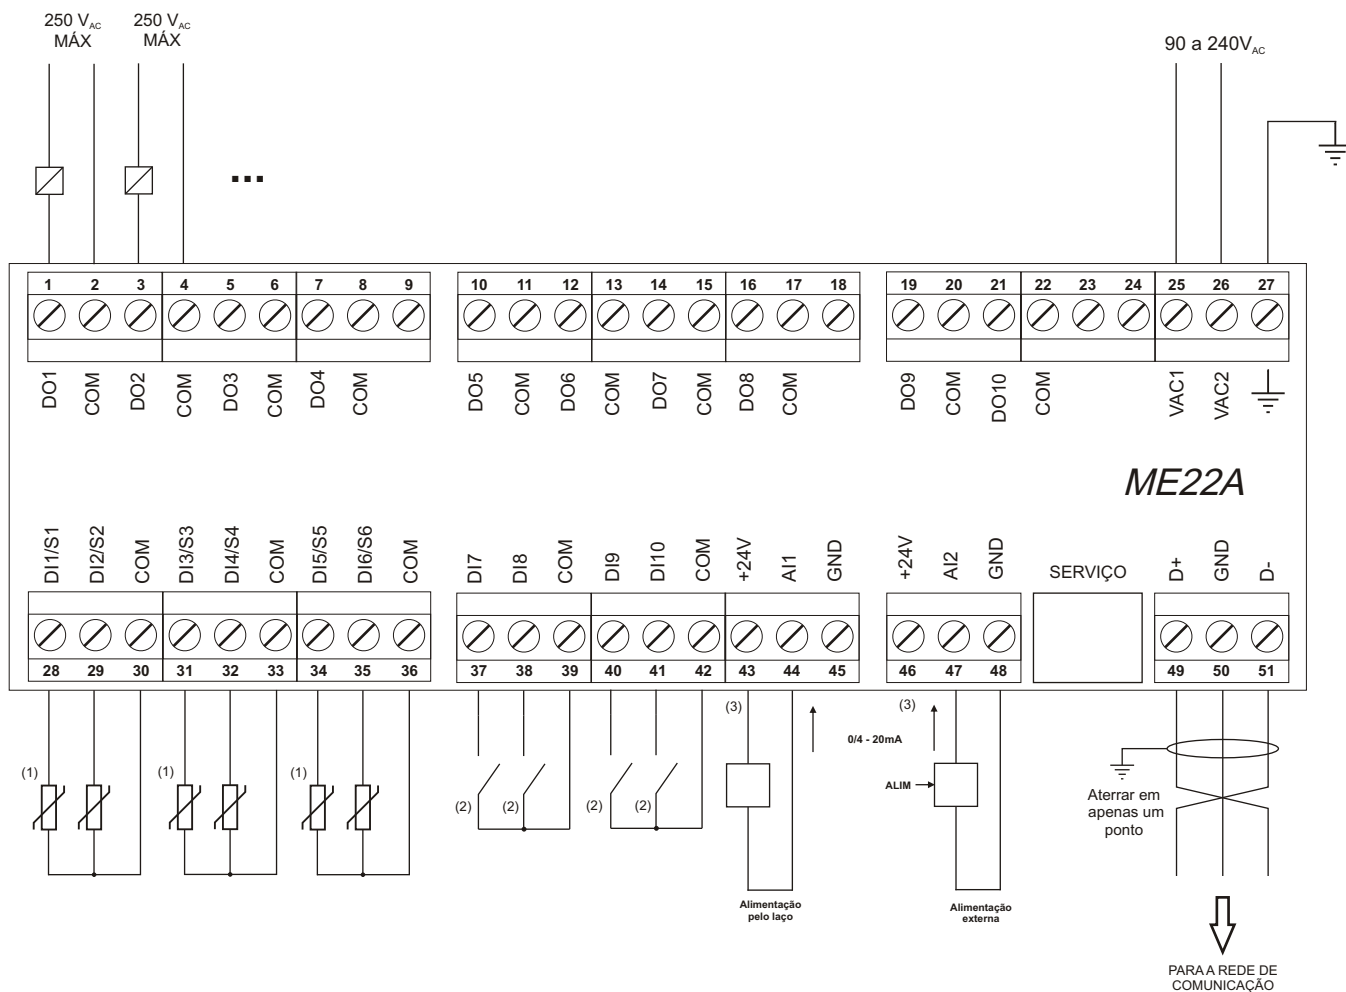 250 VAC
MÁX
250 VAC
MÁX
90 a 240VAC
...
1 2 3 4 5 6 7 8 9
10 11 12 13 14 15 16 17 18
19 20 21 22 23 24 25 26 27
DO1 COM DO2 COM DO3 COM DO4 COM
DO5 COM DO6 COM DO7 COM DO8 COM
DO9 COM DO10 COM VAC1 VAC2
ME22A
DI1/S1 DI2/S2 COM DI3/S3 DI4/S4 COM DI5/S5 DI6/S6 COM
DI7 DI8 COM DI9 DI10 COM +24V AI1 GND
+24V AI2 GND
SERVIÇO
D+ GND D-
28 29 30 31 32 33 34 35 36
37 38 39 40 41 42 43 44 45
46 47 48
49 50 51
(1) (1) (1)
(2) (2) (2) (2)
(3)
0/4 - 20mA
(3)
ALIM
Alimentação
pelo laço
Alimentação
externa
Aterrar em
apenas um
ponto
PARA A REDE DE
COMUNICAÇÃO